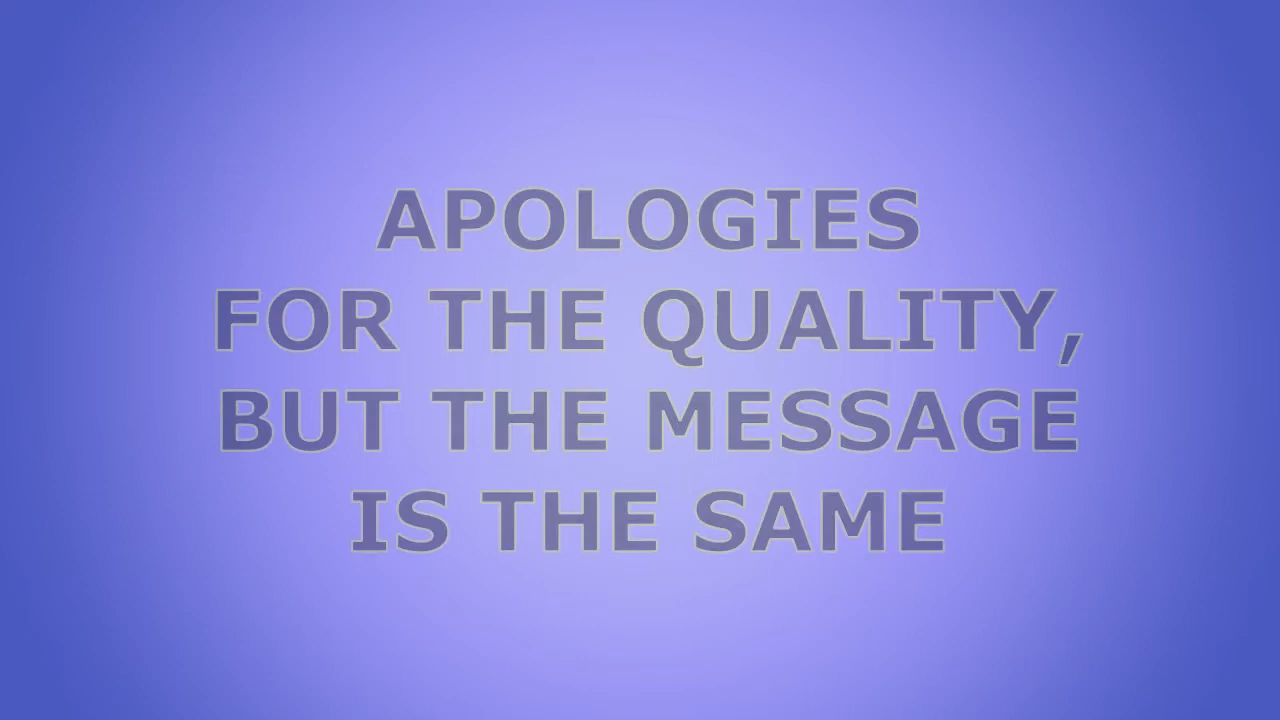 APOLOGIES
FOR THE QUALITY,
BUT THE MESSAGE
IS THE SAME